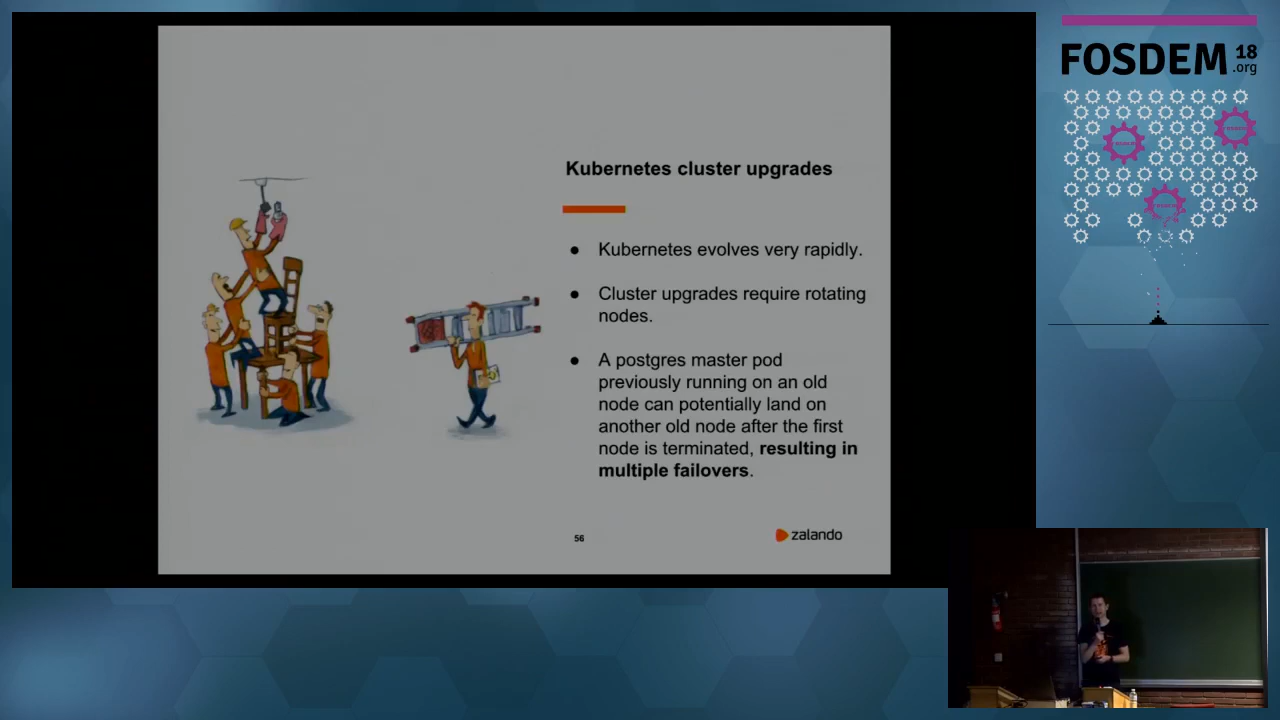 FOSDEM 18
.org
Kubernetes cluster upgrades
● Kubernetes evolves very rapidly.
● Cluster upgrades require rotating
nodes.
● A postgres master pod
previously running on an old
node can potentially land on
another old node after the first
node is terminated, resulting in
multiple failovers.
56
zalando